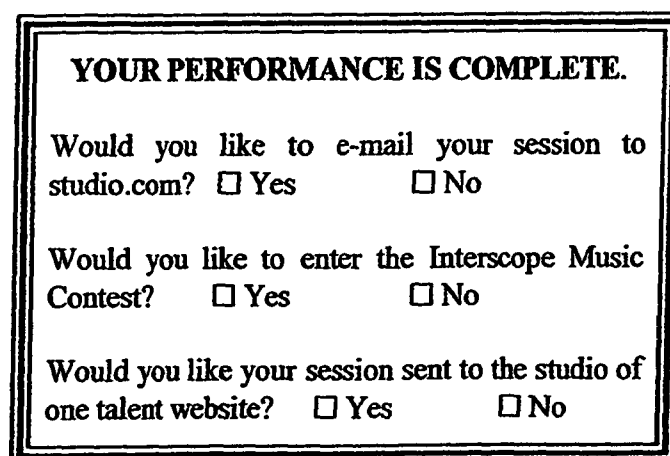 YOUR PERFORMANCE IS COMPLETE.
Would you like to e-mail your session to
studio.com? ☐ Yes ☐ No
Would you like to enter the Interscope Music
Contest? ☐ Yes ☐ No
Would you like your session sent to the studio of
one talent website? ☐ Yes ☐ No